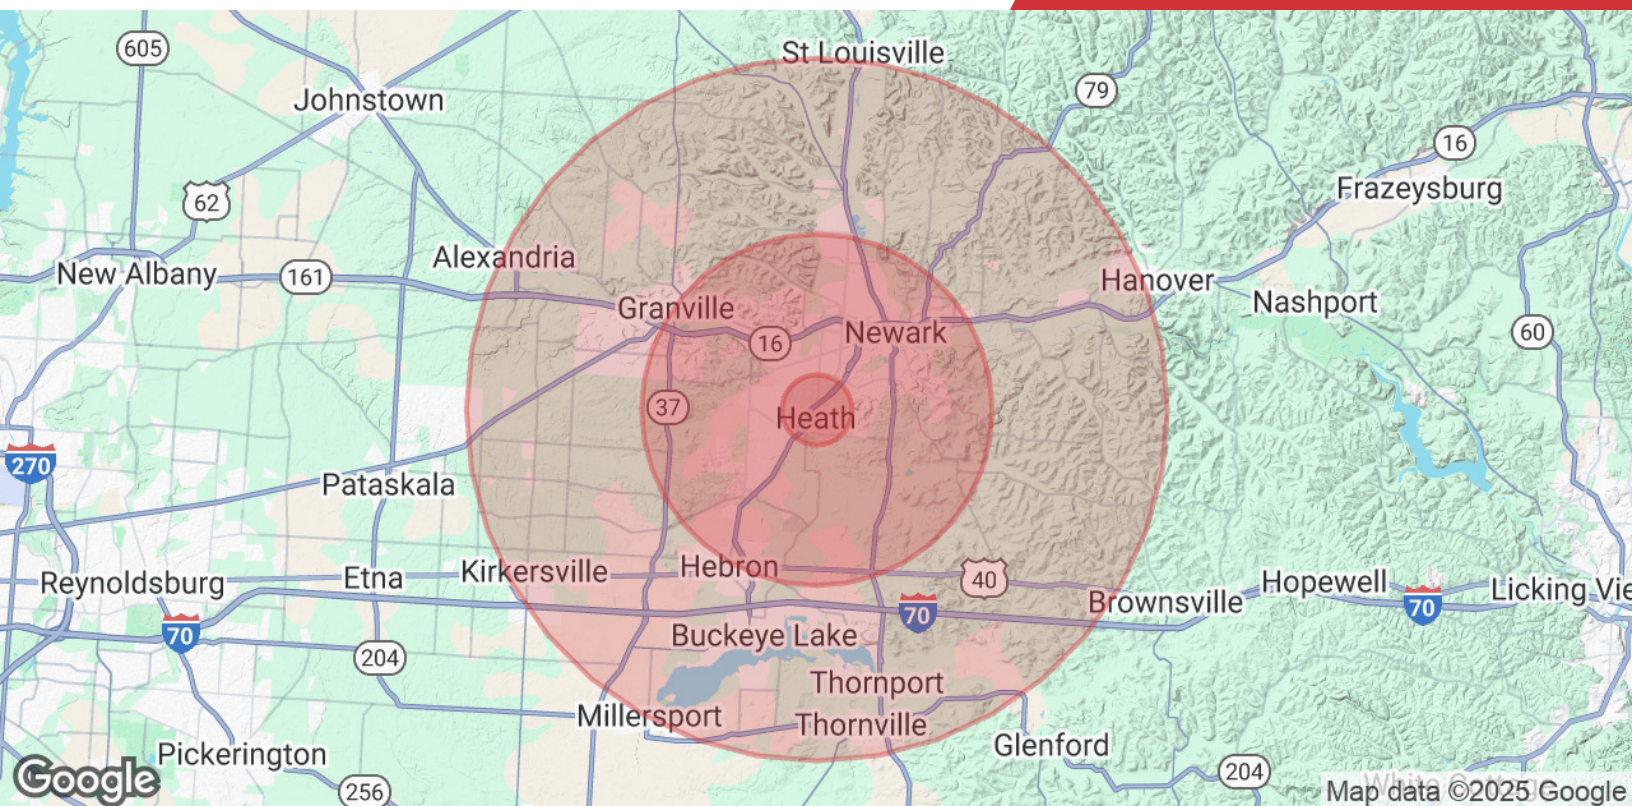 St Louisville
605
79
Johnstown
16
Frazeysburg
62
Alexandria
New Albany
161
Hanover
Nashport
Granville
16
Newark
60
37
Heath
270
Pataskala
Hebron
Kirkersville
Etna
Reynoldsburg
40
Hopewell
Licking Vie
Brownsville
70
70
70
Buckeye Lake
204
Thornport
Millersport
Thornville
Glenford
Pickerington
204
256
Google
Map data ©2025 Google